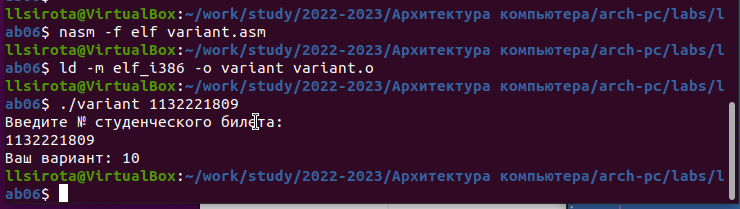 llsirota@VirtualBox:~/work/study/2022-2023/Архитектура компьютера/arch-pc/labs/l
ab06$ nasm -f elf variant.asm
llsirota@VirtualBox:~/work/study/2022-2023/Архитектура компьютера/arch-pc/labs/l
ab06$ ld -m elf_i386 -o variant variant.o
llsirota@VirtualBox:~/work/study/2022-2023/Архитектура компьютера/arch-pc/labs/l
ab06$ ./variant 1132221809
Введите № студенческого билета:
1132221809
Ваш вариант: 10
llsirota@VirtualBox:~/work/study/2022-2023/Архитектура компьютера/arch-pc/labs/l
ab06$